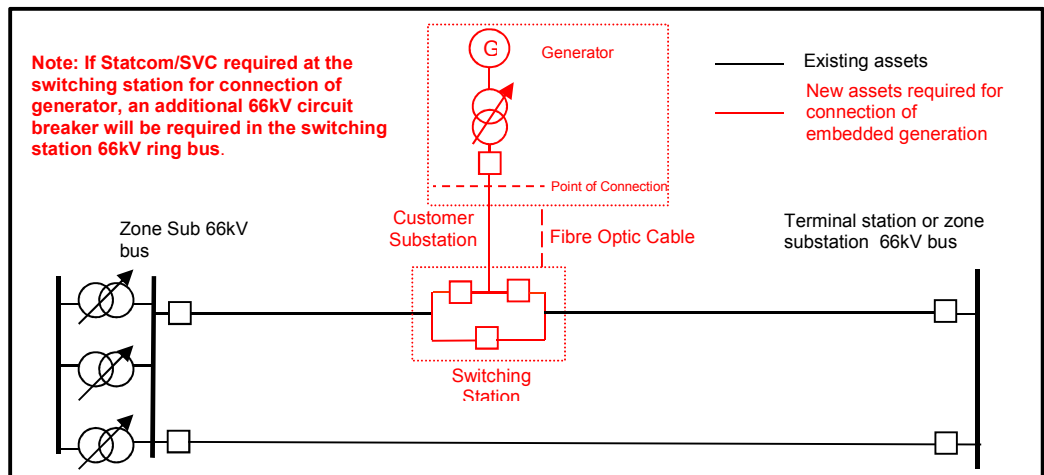 Note: If Statcom/SVC required at the
switching station for connection of
generator, an additional 66kV circuit
breaker will be required in the switching
station 66kV ring bus.
G
Generator
Existing assets
New assets required for
connection of
embedded generation
Point of Connection
Customer
Substation
Fibre Optic Cable
Zone Sub 66kV
bus
Terminal station or zone
substation 66kV bus
Switching
Station